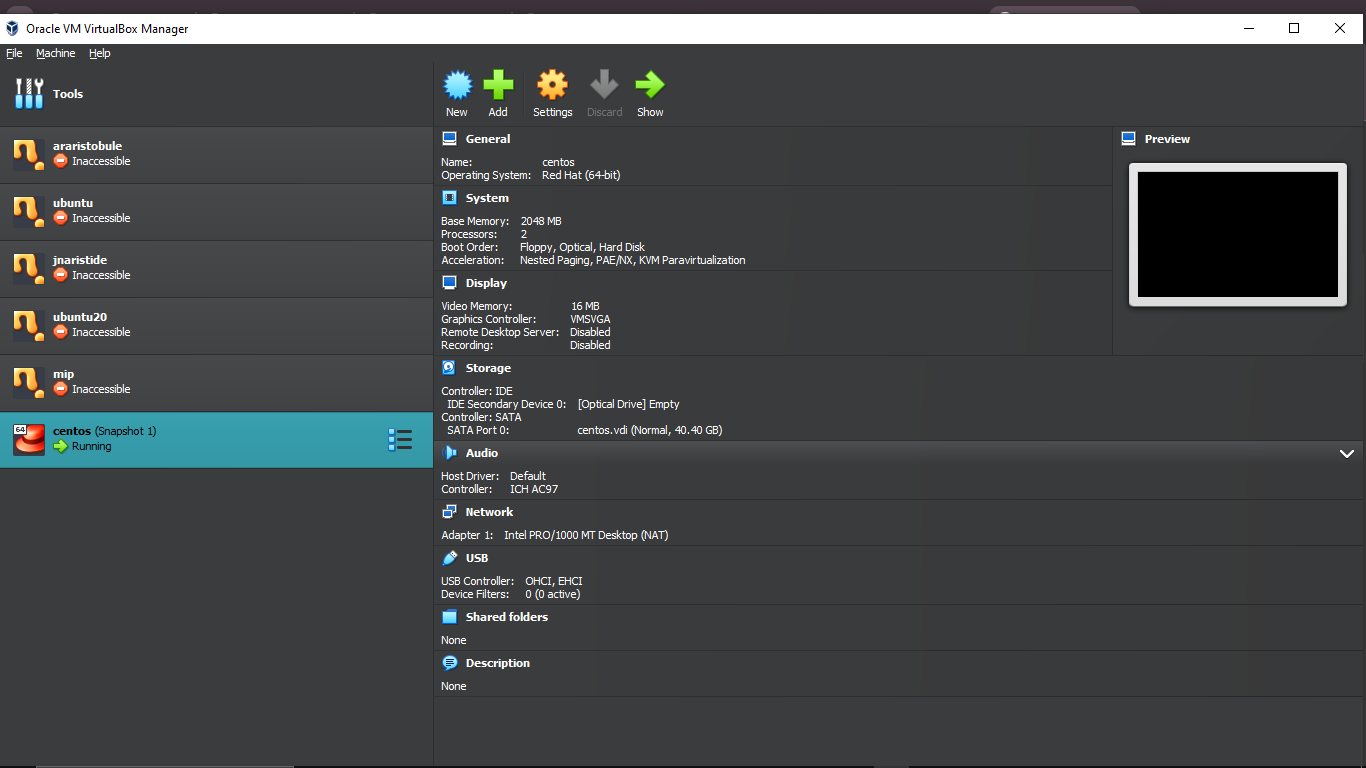 Oracle VM VirtualBox Manager
File Machine Help
Tools
New Add Settings Discard Show
araristobule
Inaccessible
ubuntu
Inaccessible
jnaristide
Inaccessible
ubuntu20
Inaccessible
mip
Inaccessible
64
centos (Snapshot 1)
Running
General
Name: centos
Operating System: Red Hat (64-bit)
System
Base Memory: 2048 MB
Processors: 2
Boot Order: Floppy, Optical, Hard Disk
Acceleration: Nested Paging, PAE/NX, KVM Paravirtualization
Display
Video Memory: 16 MB
Graphics Controller: VMSVGA
Remote Desktop Server: Disabled
Recording: Disabled
Storage
Controller: IDE
IDE Secondary Device 0: [Optical Drive] Empty
Controller: SATA
SATA Port 0: centos.vdi (Normal, 40.40 GB)
Audio
Host Driver: Default
Controller: ICH AC97
Network
Adapter 1: Intel PRO/1000 MT Desktop (NAT)
USB
USB Controller: OHCI, EHCI
Device Filters: 0 (0 active)
Shared folders
None
Description
None
Preview